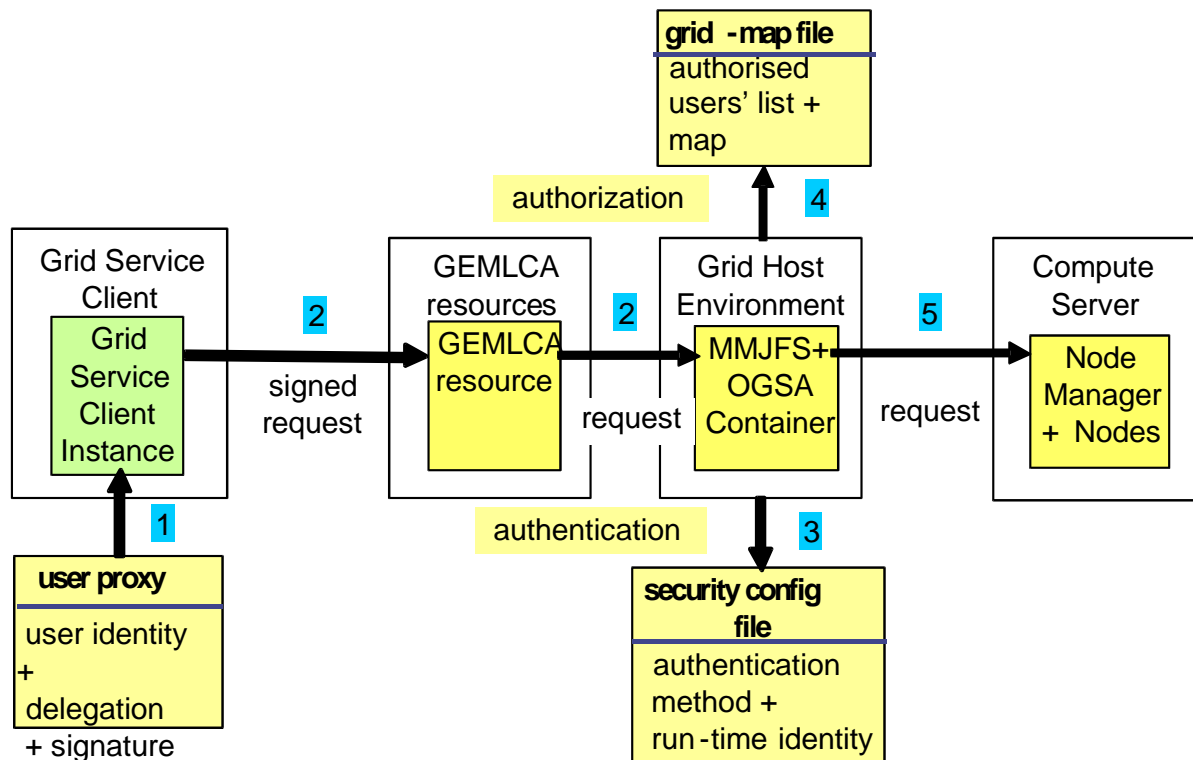 grid - map file
authorised
users' list +
map
authorization
4
Grid Service
Client
Grid
Service
Client
Instance
2
signed
request
GEMLCA
resources
GEMLCA
resource
2
request
Grid Host
Environment
MMJFS+
OGSA
Container
5
request
Compute
Server
Node
Manager
+ Nodes
1
authentication
3
user proxy
user identity
+
delegation
+ signature
security config
file
authentication
method +
run-time identity